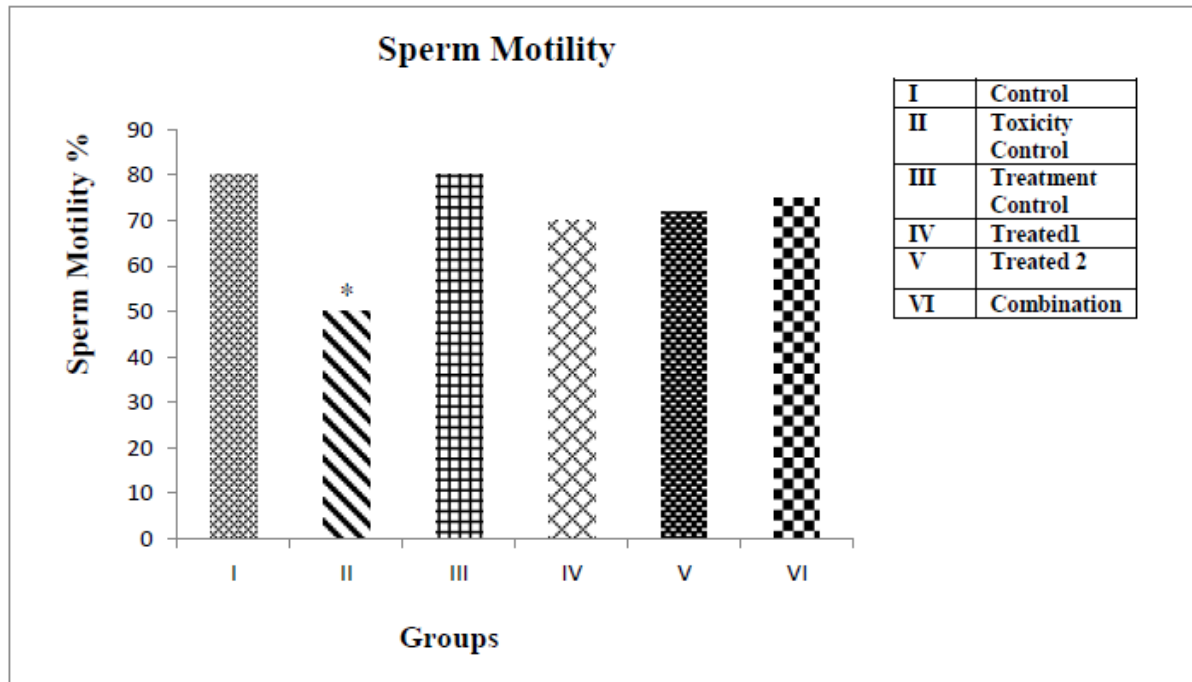 Sperm Motility
Sperm Motility %
90
80
70
60
50
40
30
20
10
0
*
I II III IV V VI
Groups
I Control
II Toxicity
Control
III Treatment
Control
IV Treated1
V Treated 2
VI Combination